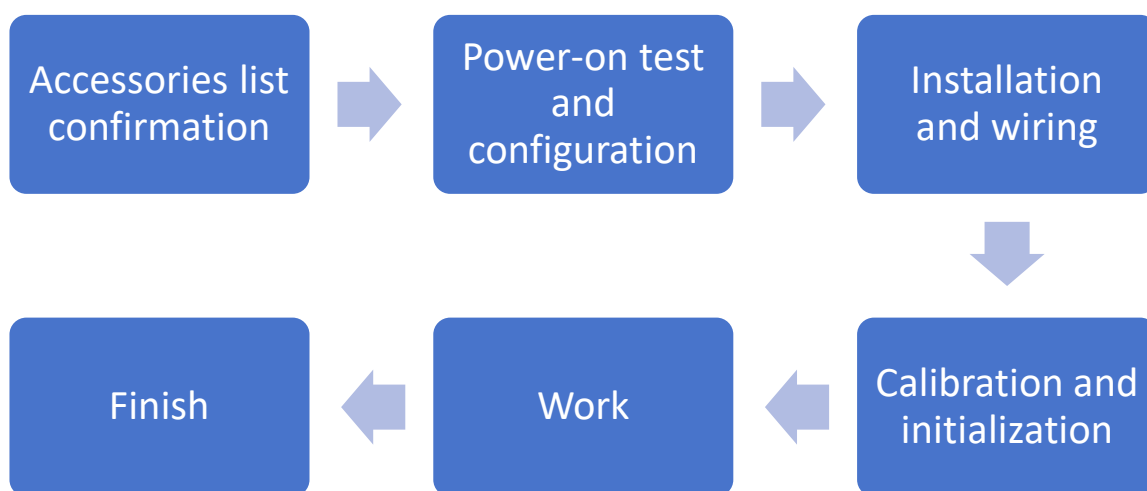 Accessories list
confirmation
Power-on test
and
configuration
Installation
and wiring
Calibration and
initialization
Work
Finish